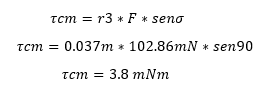 τcm = r3 * F * senσ
τcm = 0.037m * 102.86mN * sen90
τcm = 3.8 mNm